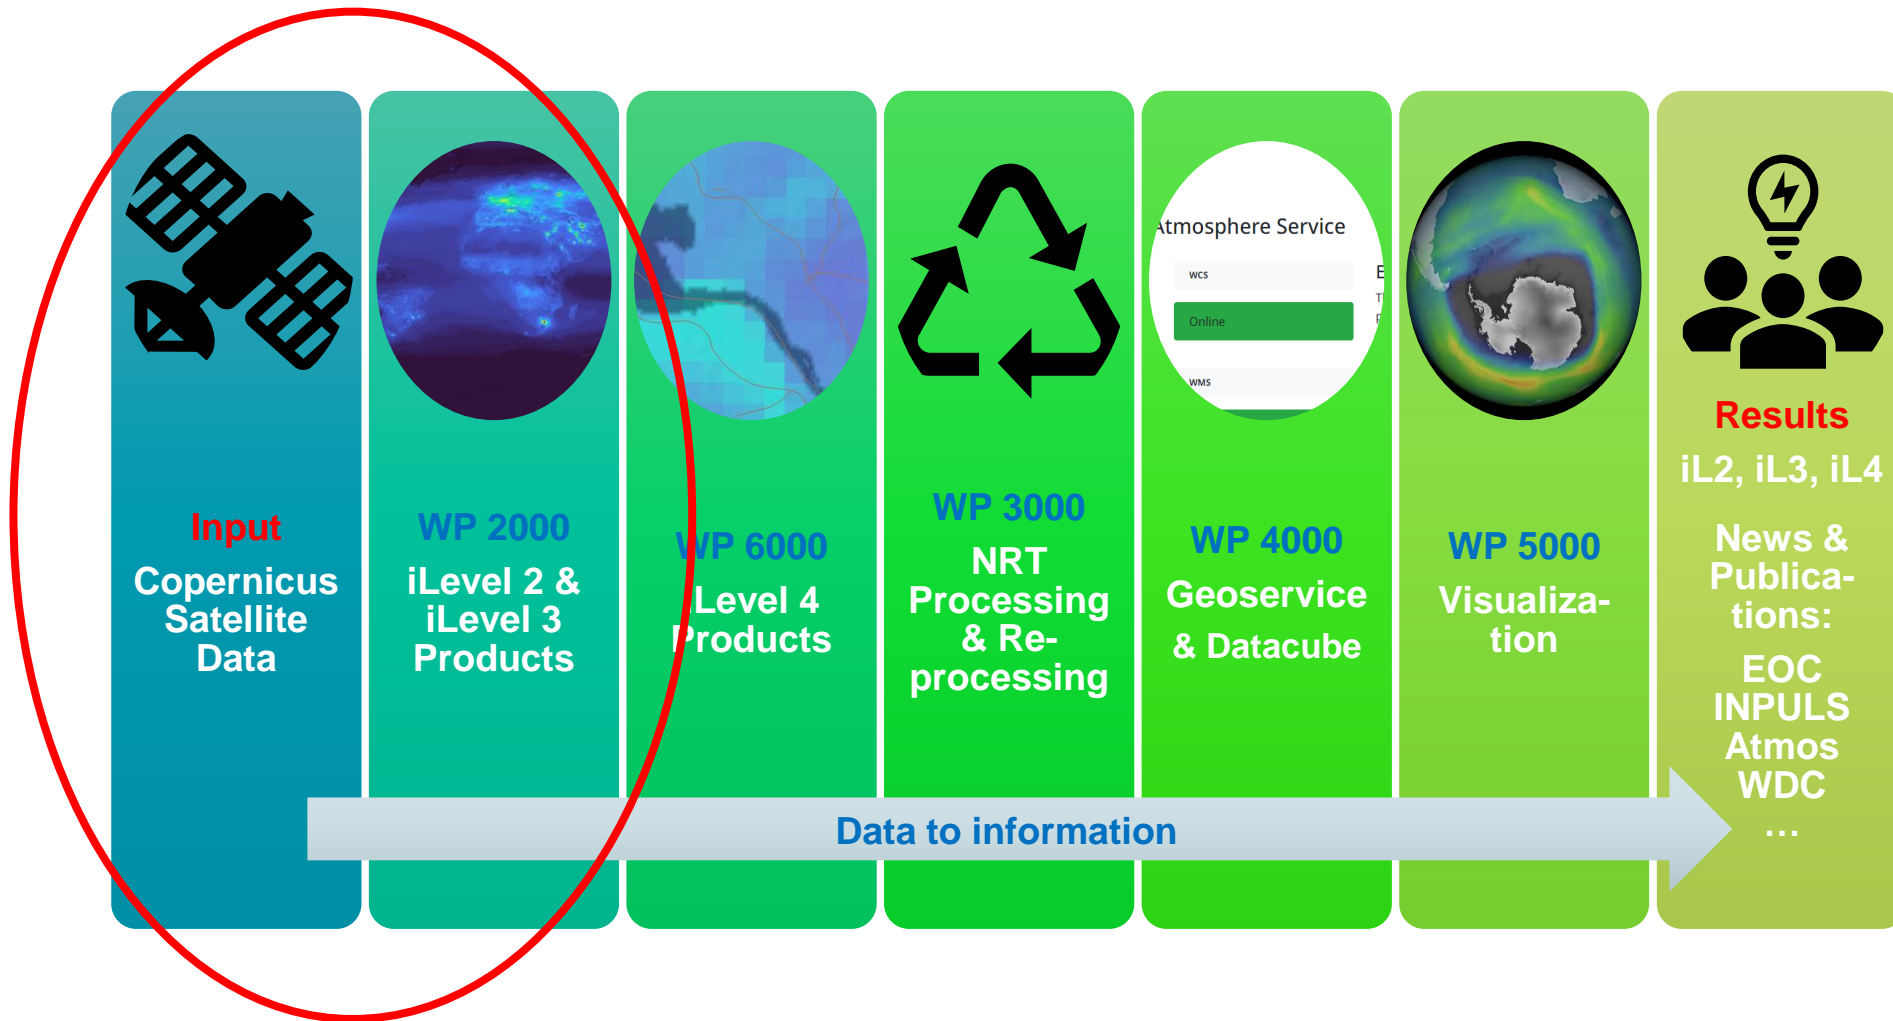 Input
Copernicus
Satellite
Data
WP 2000
iLevel 2 &
iLevel 3
Products
WP 6000
iLevel 4
Products
WP 3000
NRT
Processing
& Re-
processing
Atmosphere Service
wcs
Online
WMS
WP 4000
Geoservice
& Datacube
WP 5000
Visualiza-
tion
Results
iL2, iL3, iL4
News &
Publica-
tions:
EOC
INPULS
Atmos
WDC
...
Data to information